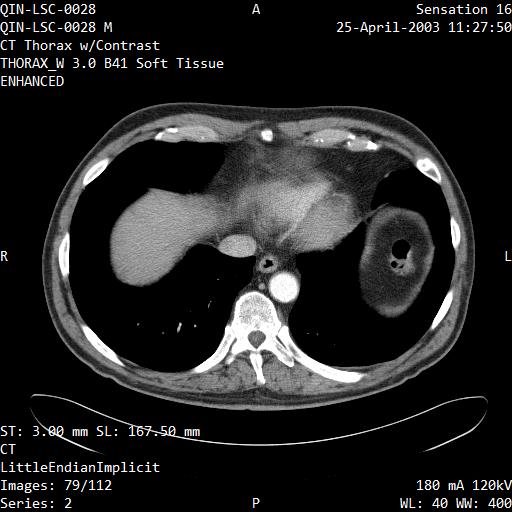 QIN-LSC-0028
A
Sensation 16
QIN-LSC-0028 M
25-April-2003 11:27:50
CT Thorax w/Contrast
THORAX_W 3.0 B41 Soft Tissue
ENHANCED
R
L
ST: 3.00 mm SL: 167.50 mm
CT
LittleEndianImplicit
Images: 79/112
180 mA 120kV
Series: 2
P
WL: 40 WW: 400